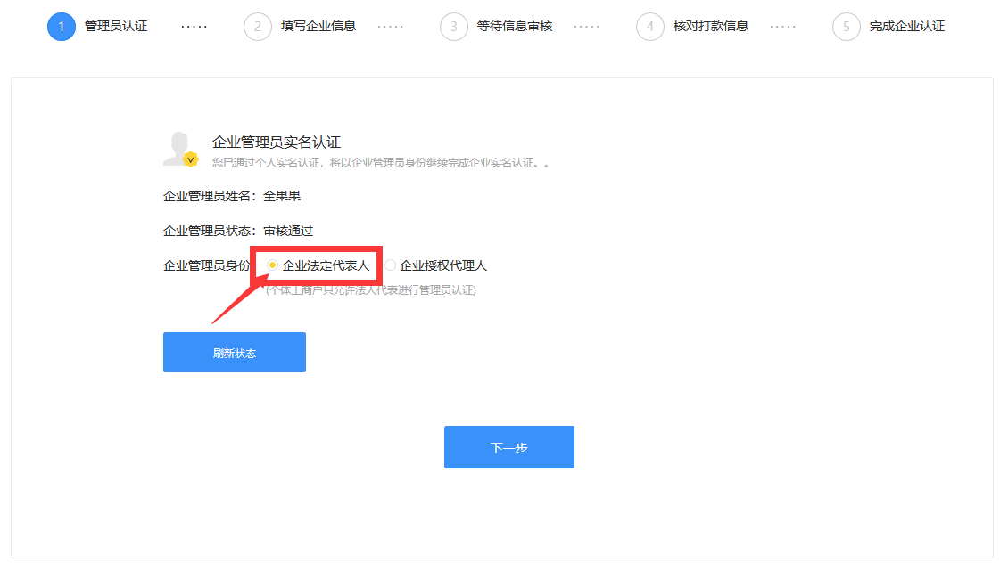 1 管理员认证 ····· 2 填写企业信息 ····· 3 等待信息审核 ····· 4 核对打款信息 ····· 5 完成企业认证
企业管理员实名认证
V
您已通过个人实名认证，将以企业管理员身份继续完成企业实名认证。。
企业管理员姓名：全果果
企业管理员状态：审核通过
企业管理员身份 企业法定代表人 企业授权代理人
(个体工商户只允许法人代表进行管理员认证)
刷新状态
下一步